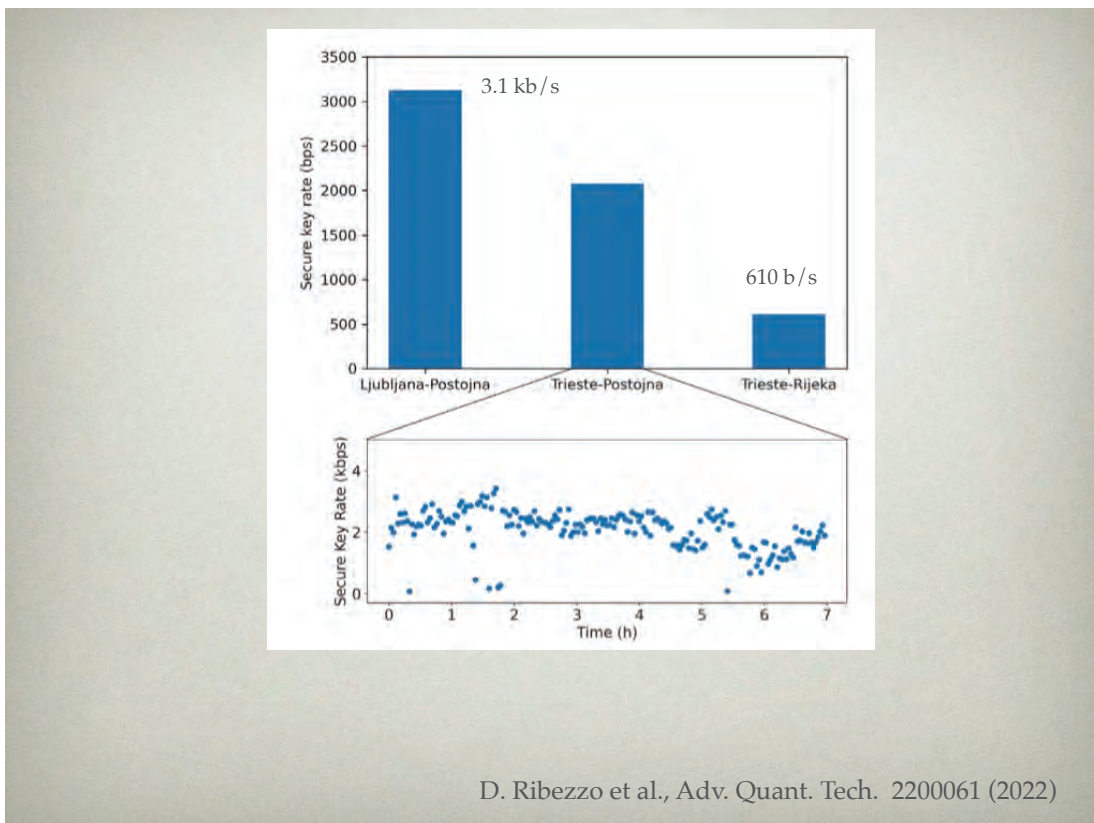 3500
3.1 kb/s
3000
2500
2000
1500
610 b/s
1000
500
0
Secure key rate (bps)
Ljubljana-Postojna Trieste-Postojna Trieste-Rijeka
Secure Key Rate (kbps)
4
2
0
0 1 2 3 4 5 6 7
Time (h)
D. Ribezzo et al., Adv. Quant. Tech. 2200061 (2022)